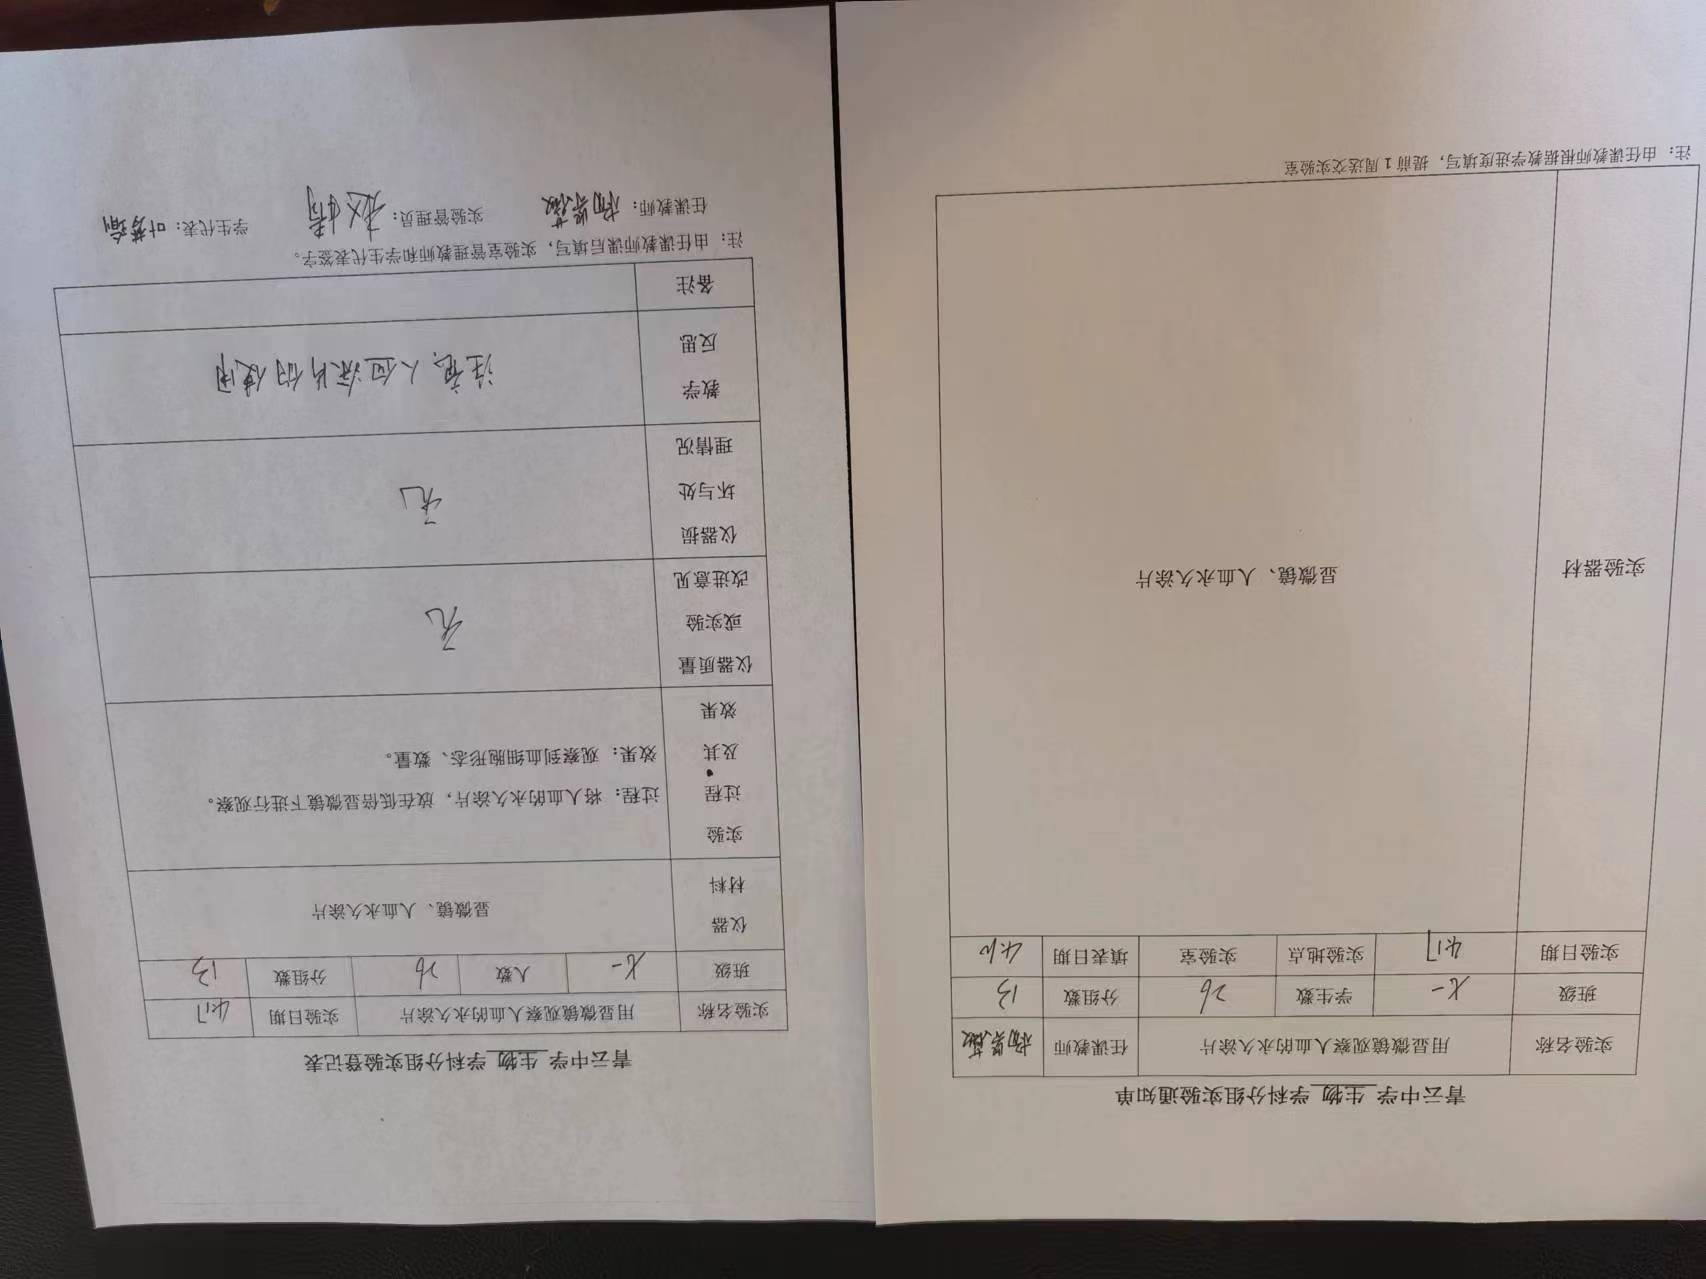 青云中学 生物 学科分组实验通知单
实验名称 用显微镜观察人血的永久涂片 任课教师
班级 七一 学生数 26 分组数 13
实验日期 4.17 实验地点 实验室 填表日期 4.10
实验器材 显微镜、人血永久涂片
注：由任课教师根据教学进度填写，提前 1 周送交实验室
青云中学 生物 学科分组实验登记表
实验名称 用显微镜观察人血的永久涂片 实验日期 4.17
班级 七一 人数 26 分组数 13
仪器
材料
显微镜、人血永久涂片
实验
过程
及其
效果
过程：将人血的永久涂片，放在低倍显微镜下进行观察。
效果：观察到血细胞形态、数量。
仪器质量
或实验
改进意见
无
仪器损
坏与处
理情况
无
教学
反思
注意人血涂片的使用
备注
注：由任课教师课后填写，实验室管理教师和学生代表签字。
任课教师： 实验管理员：赵倩 学生代表：叶梦瑜